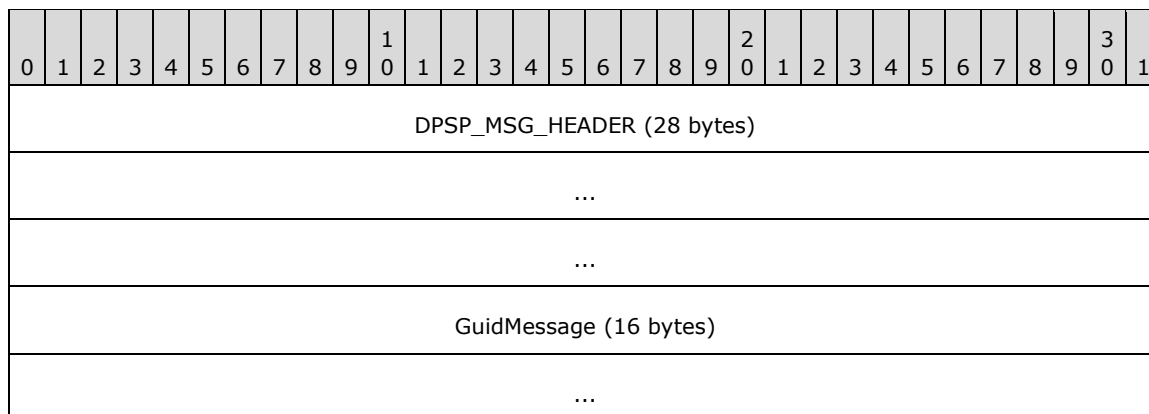 1 2 3
0 1 2 3 4 5 6 7 8 9 0 1 2 3 4 5 6 7 8 9 0 1 2 3 4 5 6 7 8 9 0 1
DPSP_MSG_HEADER (28 bytes)
...
...
GuidMessage (16 bytes)
...